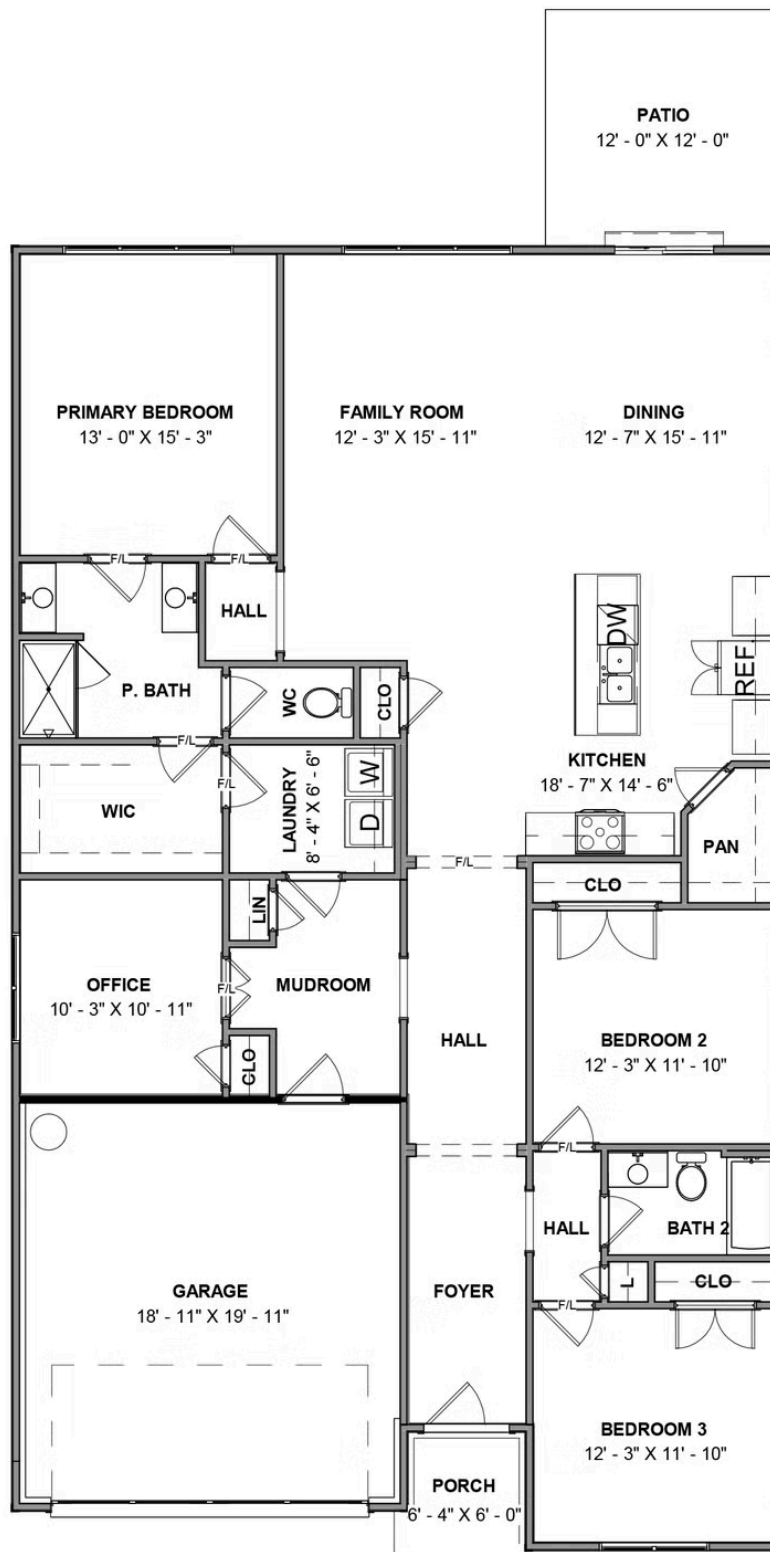 PATIO
12' - 0" X 12' - 0"
PRIMARY BEDROOM
13' - 0" X 15' - 3"
FAMILY ROOM
12' - 3" X 15' - 11"
DINING
12' - 7" X 15' - 11"
F/L
F/L
HALL
DW
REF
P. BATH
WC
CLO
F/L
KITCHEN
18' - 7" X 14' - 6"
WIC
F/L
LAUNDRY
8' - 4" X 6' - 6"
W
D
PAN
F/L
CLO
LIN
OFFICE
10' - 3" X 10' - 11"
F/L
MUDROOM
HALL
BEDROOM 2
12' - 3" X 11' - 10"
CLO
F/L
HALL
BATH 2
L
CLO
F/L
GARAGE
18' - 11" X 19' - 11"
FOYER
BEDROOM 3
12' - 3" X 11' - 10"
PORCH
6' - 4" X 6' - 0"